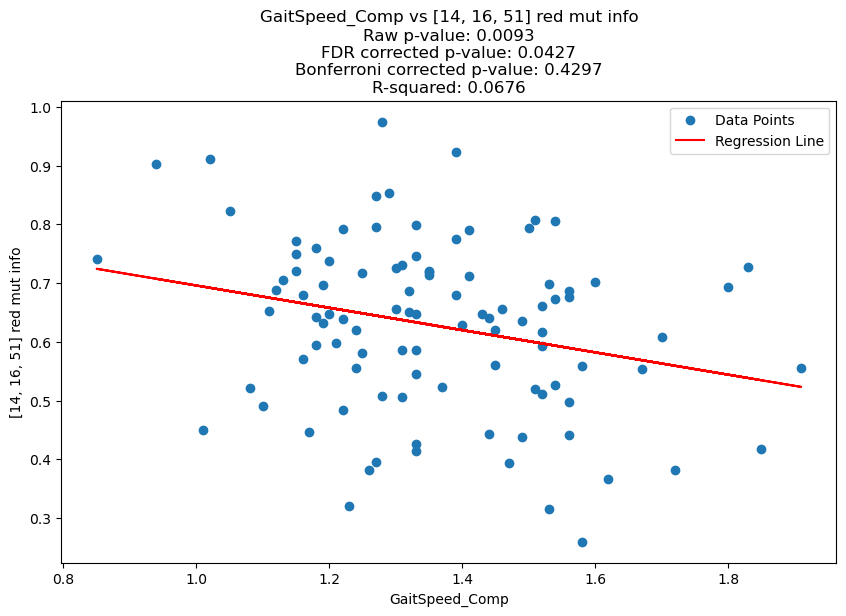 GaitSpeed_Comp vs [14, 16, 51] red mut info
Raw p-value: 0.0093
FDR corrected p-value: 0.0427
Bonferroni corrected p-value: 0.4297
R-squared: 0.0676
Data Points
Regression Line
1.0
0.9
0.8
0.7
0.6
0.5
0.4
0.3
[14, 16, 51] red mut info
0.8
1.0
1.2
1.4
1.6
1.8
GaitSpeed_Comp